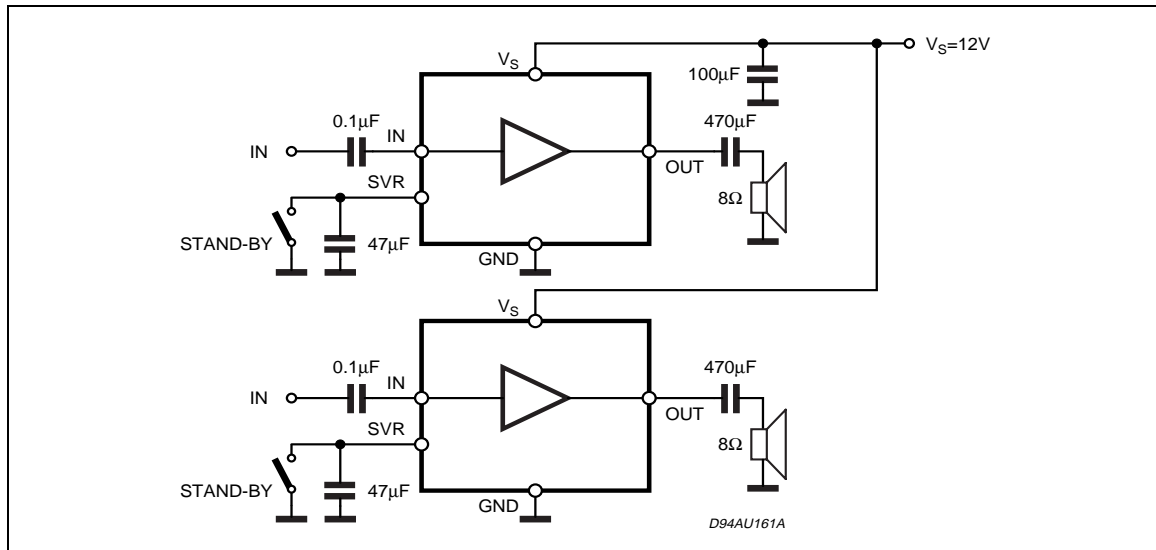 V_S=12V
V_S
100μF
0.1μF
IN
470μF
IN
OUT
SVR
8Ω
STAND-BY
47μF
GND
V_S
0.1μF
IN
470μF
IN
OUT
SVR
8Ω
STAND-BY
47μF
GND
D94AU161A